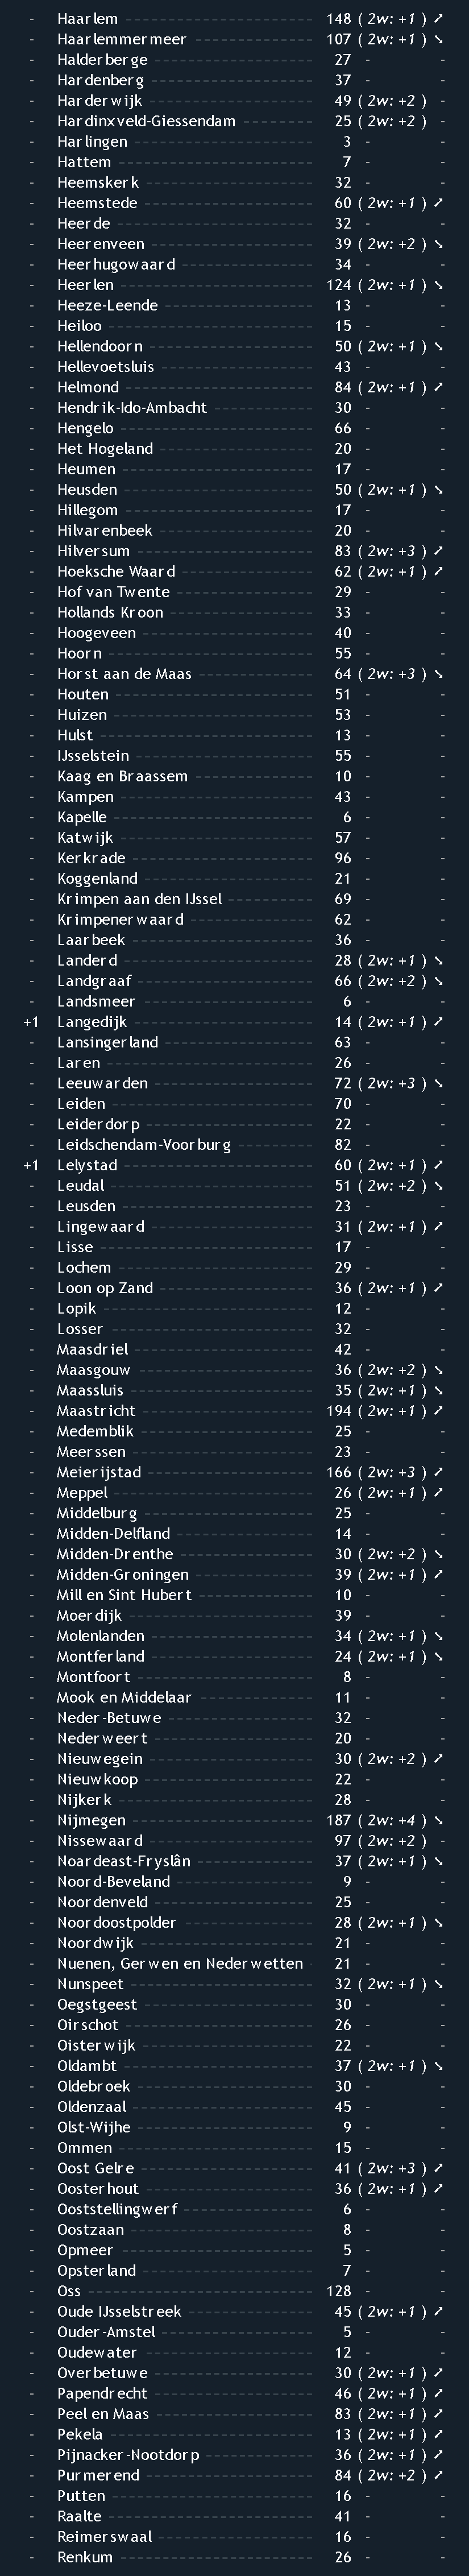 - Haarlem 148 ( 2w: +1 ) ➚
- Haarlemmermeer 107 ( 2w: +1 ) ➘
- Halderberge 27 - -
- Hardenberg 37 - -
- Harderwijk 49 ( 2w: +2 ) -
- Hardinxveld-Giessendam 25 ( 2w: +2 ) -
- Harlingen 3 - -
- Hattem 7 - -
- Heemskerk 32 - -
- Heemstede 60 ( 2w: +1 ) ➚
- Heerde 32 - -
- Heerenveen 39 ( 2w: +2 ) ➘
- Heerhugowaard 34 - -
- Heerlen 124 ( 2w: +1 ) ➘
- Heeze-Leende 13 - -
- Heiloo 15 - -
- Hellendoorn 50 ( 2w: +1 ) ➘
- Hellevoetsluis 43 - -
- Helmond 84 ( 2w: +1 ) ➚
- Hendrik-Ido-Ambacht 30 - -
- Hengelo 66 - -
- Het Hogeland 20 - -
- Heumen 17 - -
- Heusden 50 ( 2w: +1 ) ➘
- Hillegom 17 - -
- Hilvarenbeek 20 - -
- Hilversum 83 ( 2w: +3 ) ➚
- Hoeksche Waard 62 ( 2w: +1 ) ➚
- Hof van Twente 29 - -
- Hollands Kroon 33 - -
- Hoogeveen 40 - -
- Hoorn 55 - -
- Horst aan de Maas 64 ( 2w: +3 ) ➘
- Houten 51 - -
- Huizen 53 - -
- Hulst 13 - -
- IJsselstein 55 - -
- Kaag en Braassem 10 - -
- Kampen 43 - -
- Kapelle 6 - -
- Katwijk 57 - -
- Kerkrade 96 - -
- Koggenland 21 - -
- Krimpen aan den IJssel 69 - -
- Krimpenerwaard 62 - -
- Laarbeek 36 - -
- Landerd 28 ( 2w: +1 ) ➘
- Landgraaf 66 ( 2w: +2 ) ➘
- Landsmeer 6 - -
+1 Langedijk 14 ( 2w: +1 ) ➚
- Lansingerland 63 - -
- Laren 26 - -
- Leeuwarden 72 ( 2w: +3 ) ➘
- Leiden 70 - -
- Leiderdorp 22 - -
- Leidschendam-Voorburg 82 - -
+1 Lelystad 60 ( 2w: +1 ) ➚
- Leudal 51 ( 2w: +2 ) ➘
- Leusden 23 - -
- Lingewaard 31 ( 2w: +1 ) ➚
- Lisse 17 - -
- Lochem 29 - -
- Loon op Zand 36 ( 2w: +1 ) ➚
- Lopik 12 - -
- Losser 32 - -
- Maasdriel 42 - -
- Maasgouw 36 ( 2w: +2 ) ➘
- Maassluis 35 ( 2w: +1 ) ➘
- Maastricht 194 ( 2w: +1 ) ➚
- Medemblik 25 - -
- Meerssen 23 - -
- Meierijstad 166 ( 2w: +3 ) ➚
- Meppel 26 ( 2w: +1 ) ➚
- Middelburg 25 - -
- Midden-Delfland 14 - -
- Midden-Drenthe 30 ( 2w: +2 ) ➘
- Midden-Groningen 39 ( 2w: +1 ) ➚
- Mill en Sint Hubert 10 - -
- Moerdijk 39 - -
- Molenlanden 34 ( 2w: +1 ) ➘
- Montferland 24 ( 2w: +1 ) ➘
- Montfoort 8 - -
- Mook en Middelaar 11 - -
- Neder-Betuwe 32 - -
- Nederweert 20 - -
- Nieuwegein 30 ( 2w: +2 ) ➚
- Nieuwkoop 22 - -
- Nijkerk 28 - -
- Nijmegen 187 ( 2w: +4 ) ➘
- Nissewaard 97 ( 2w: +2 ) -
- Noardeast-Fryslân 37 ( 2w: +1 ) ➘
- Noord-Beveland 9 - -
- Noordenveld 25 - -
- Noordoostpolder 28 ( 2w: +1 ) ➘
- Noordwijk 21 - -
- Nuenen, Gerwen en Nederwetten 21 - -
- Nunspeet 32 ( 2w: +1 ) ➘
- Oegstgeest 30 - -
- Oirschot 26 - -
- Oisterwijk 22 - -
- Oldambt 37 ( 2w: +1 ) ➘
- Oldebroek 30 - -
- Oldenzaal 45 - -
- Olst-Wijhe 9 - -
- Ommen 15 - -
- Oost Gelre 41 ( 2w: +3 ) ➚
- Oosterhout 36 ( 2w: +1 ) ➚
- Ooststellingwerf 6 - -
- Oostzaan 8 - -
- Opmeer 5 - -
- Opsterland 7 - -
- Oss 128 - -
- Oude IJsselstreek 45 ( 2w: +1 ) ➚
- Ouder-Amstel 5 - -
- Oudewater 12 - -
- Overbetuwe 30 ( 2w: +1 ) ➚
- Papendrecht 46 ( 2w: +1 ) ➚
- Peel en Maas 83 ( 2w: +1 ) ➚
- Pekela 13 ( 2w: +1 ) ➚
- Pijnacker-Nootdorp 36 ( 2w: +1 ) ➚
- Purmerend 84 ( 2w: +2 ) ➚
- Putten 16 - -
- Raalte 41 - -
- Reimerswaal 16 - -
- Renkum 26 - -